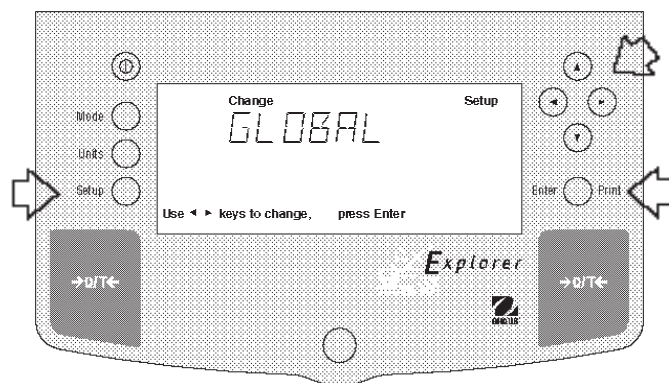 Change Setup
GLOBAL
Use ◄ ► keys to change, press Enter
Mode
Units
Setup
Enter Print
→0/T←
→0/T←
Explorer
OHAUS